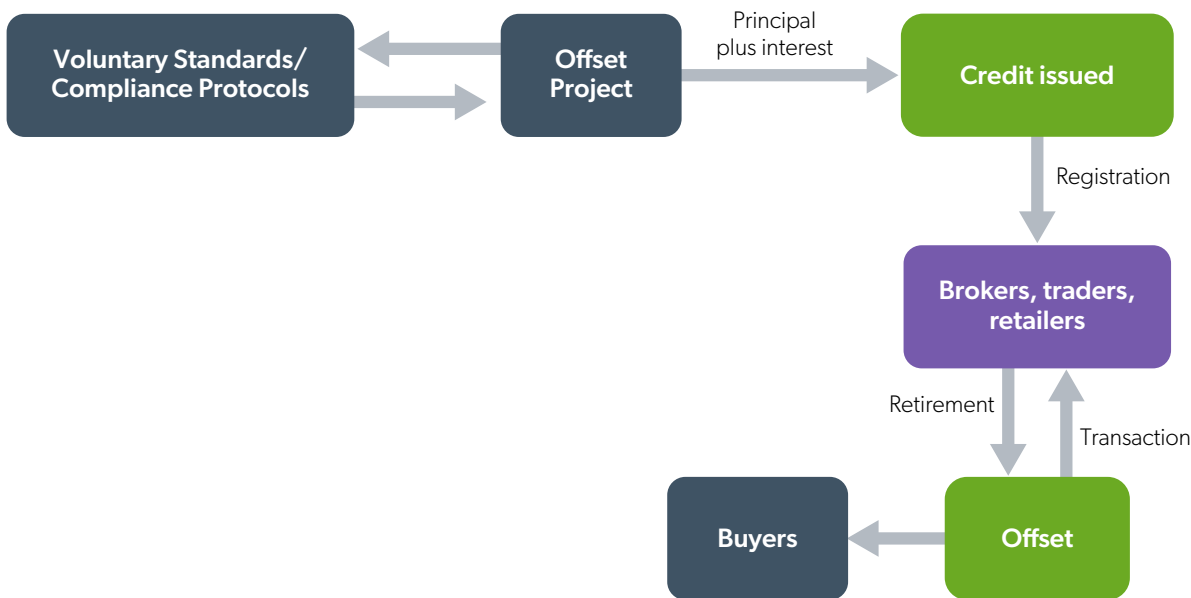 Voluntary Standards/
Compliance Protocols
Offset
Project
Principal
plus interest
Credit issued
Registration
Brokers, traders,
retailers
Retirement
Transaction
Buyers
Offset